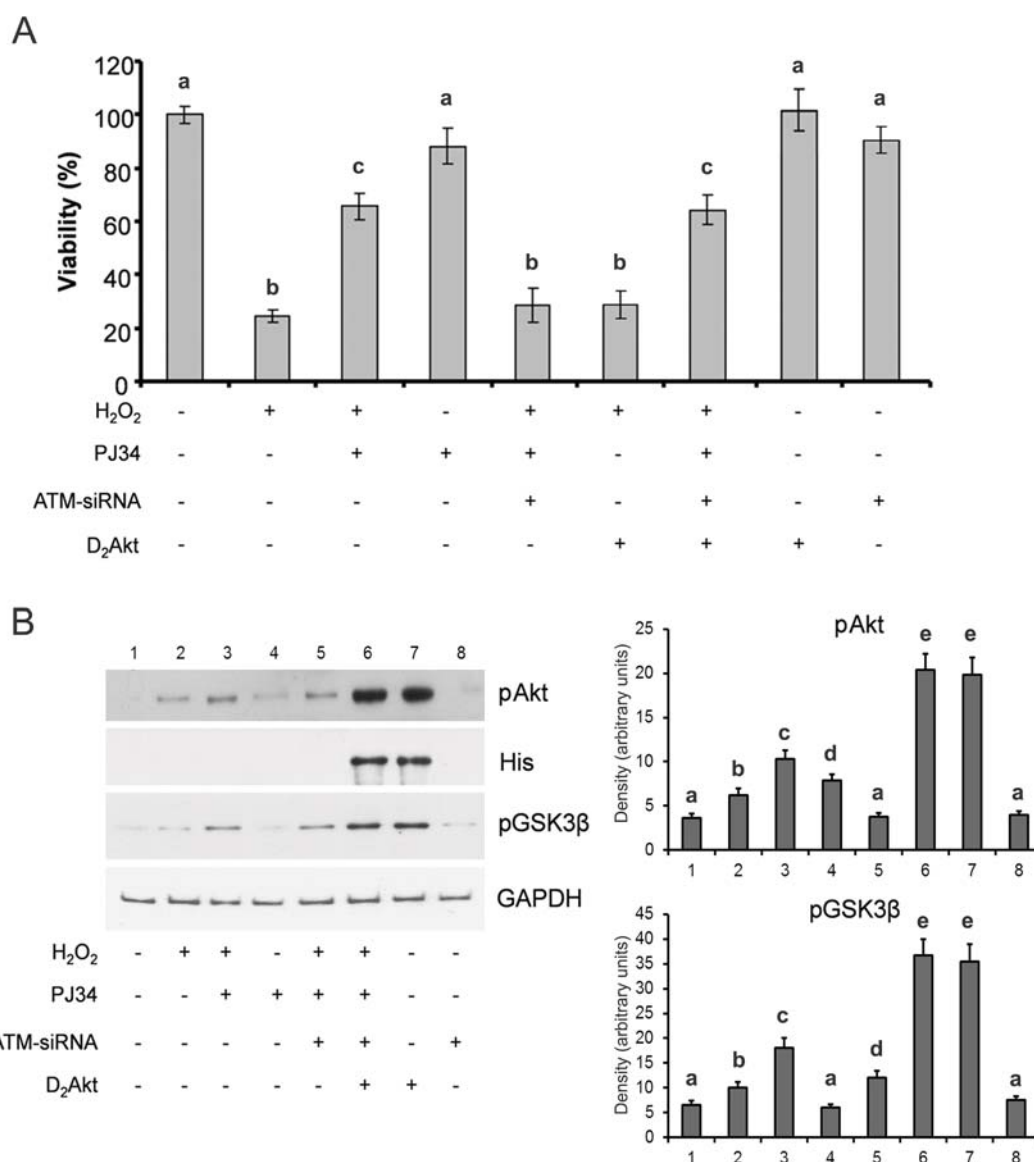 A
120
100
80
60
40
20
0
Viability (%)
a b c a b b c a a
H₂O₂ - + + - + + + - -
PJ34 - - + + + - + - -
ATM-siRNA - - - - + - + - +
D₂Akt - - - - - + + + -
B
1 2 3 4 5 6 7 8
pAkt
His
pGSK3β
GAPDH
H₂O₂ - + + - + + - -
PJ34 - - + + + + - -
ATM-siRNA - - - - + + - +
D₂Akt - - - - - + + -
pAkt
25
20
15
10
5
0
Density (arbitrary units)
a b c d a e e a
1 2 3 4 5 6 7 8
pGSK3β
45
40
35
30
25
20
15
10
5
0
Density (arbitrary units)
a b c a d e e a
1 2 3 4 5 6 7 8